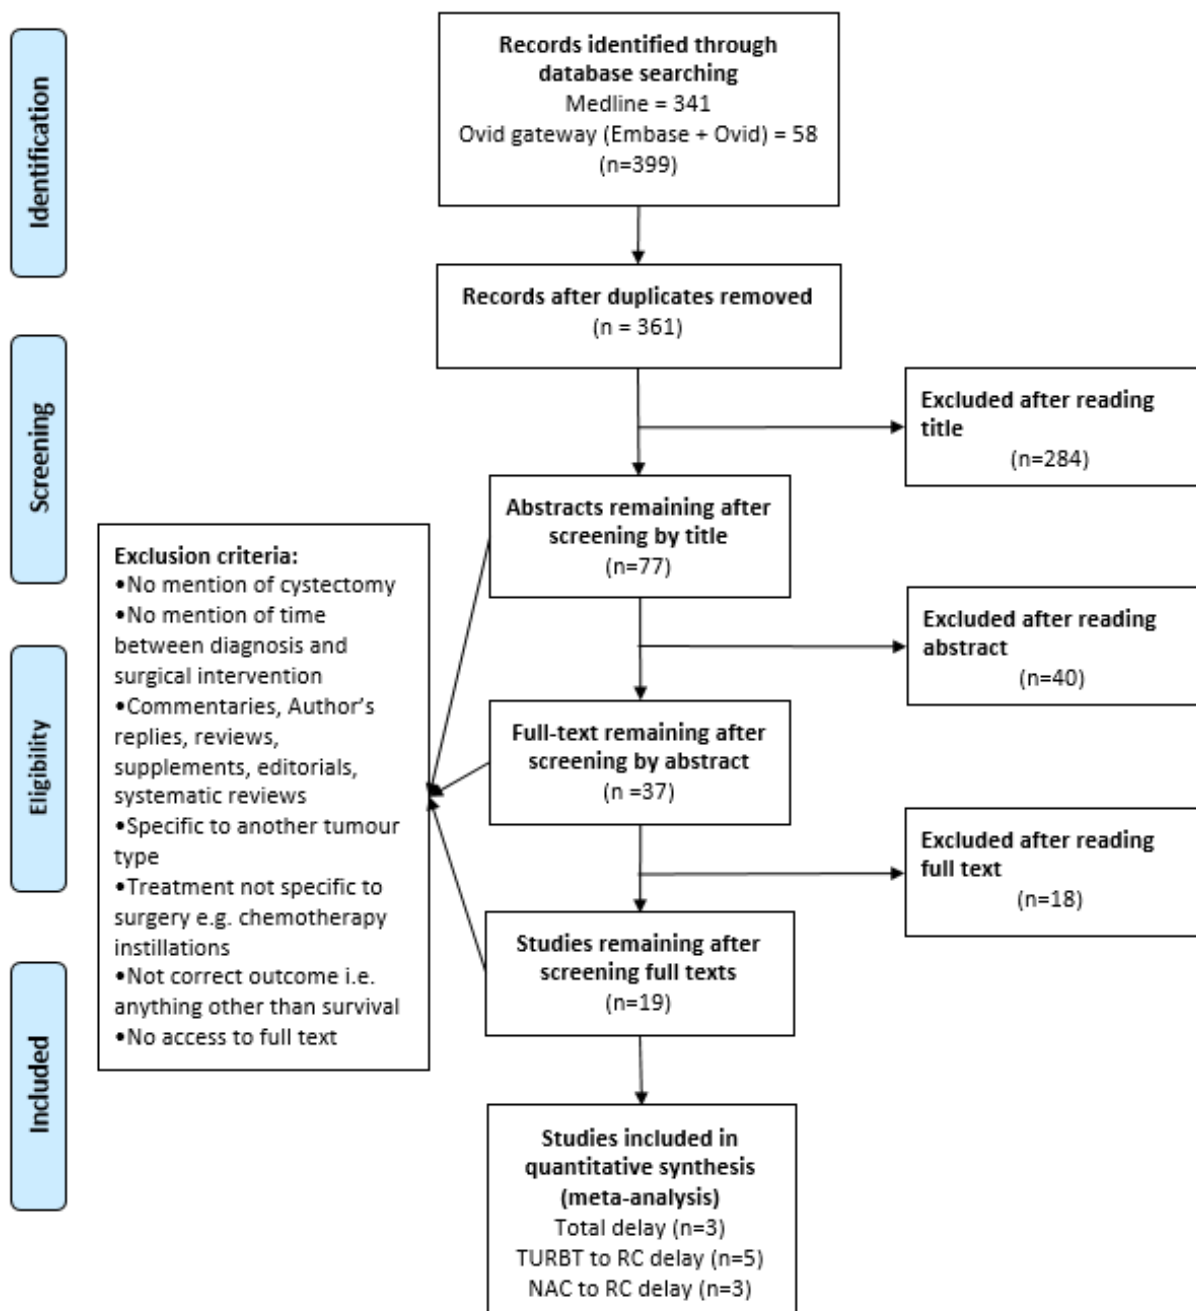 Identification
Records identified through
database searching
Medline = 341
Ovid gateway (Embase + Ovid) = 58
(n=399)
Records after duplicates removed
(n = 361)
Screening
Excluded after reading
title
(n=284)
Abstracts remaining after
screening by title
(n=77)
Exclusion criteria:
•No mention of cystectomy
•No mention of time
between diagnosis and
surgical intervention
•Commentaries, Author's
replies, reviews,
supplements, editorials,
systematic reviews
•Specific to another tumour
type
•Treatment not specific to
surgery e.g. chemotherapy
instillations
•Not correct outcome i.e.
anything other than survival
•No access to full text
Excluded after reading
abstract
(n=40)
Eligibility
Full-text remaining after
screening by abstract
(n =37)
Excluded after reading
full text
(n=18)
Studies remaining after
screening full texts
(n=19)
Included
Studies included in
quantitative synthesis
(meta-analysis)
Total delay (n=3)
TURBT to RC delay (n=5)
NAC to RC delay (n=3)